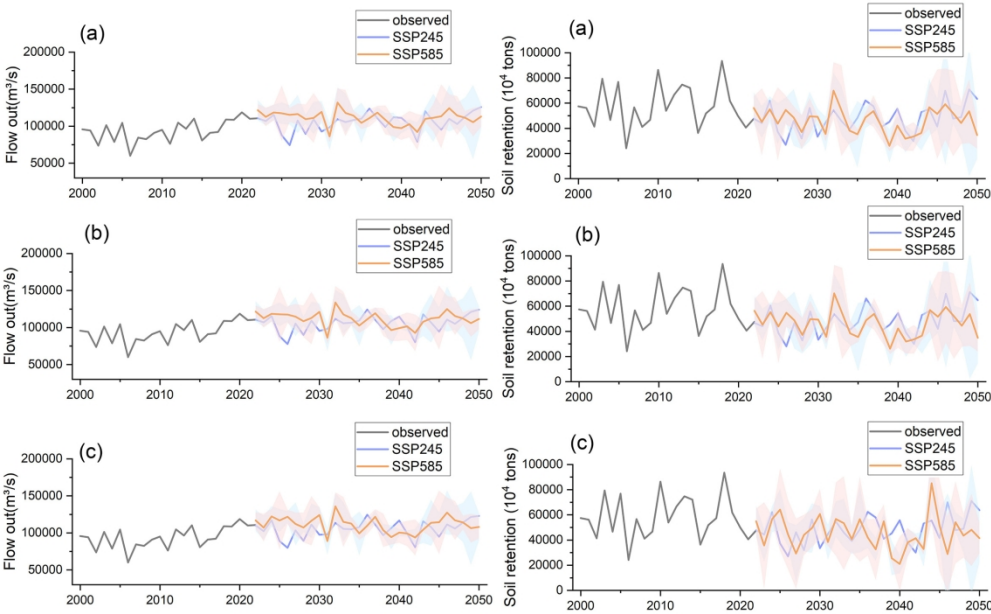 (a)
observed
SSP245
SSP585
Flow out(m³/s)
200000
150000
100000
50000
2000 2010 2020 2030 2040 2050
(a)
observed
SSP245
SSP585
Soil retention (10⁴ tons)
100000
80000
60000
40000
20000
0
2000 2010 2020 2030 2040 2050
(b)
observed
SSP245
SSP585
Flow out(m³/s)
200000
150000
100000
50000
2000 2010 2020 2030 2040 2050
(b)
observed
SSP245
SSP585
Soil retention (10⁴ tons)
100000
80000
60000
40000
20000
0
2000 2010 2020 2030 2040 2050
(c)
observed
SSP245
SSP585
Flow out(m³/s)
200000
150000
100000
50000
2000 2010 2020 2030 2040 2050
(c)
observed
SSP245
SSP585
Soil retention (10⁴ tons)
100000
80000
60000
40000
20000
0
2000 2010 2020 2030 2040 2050